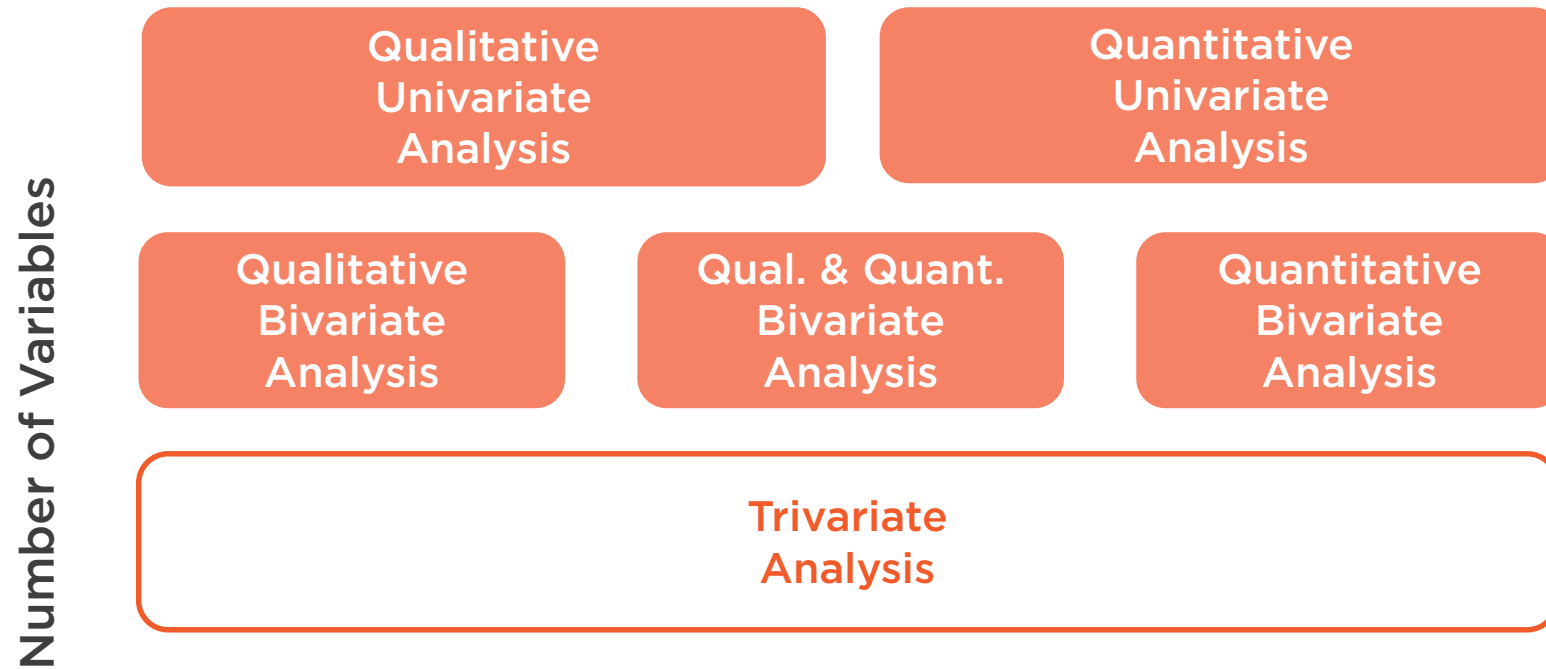 Number of Variables
Qualitative
Univariate
Analysis
Quantitative
Univariate
Analysis
Qualitative
Bivariate
Analysis
Qual. & Quant.
Bivariate
Analysis
Quantitative
Bivariate
Analysis
Trivariate
Analysis